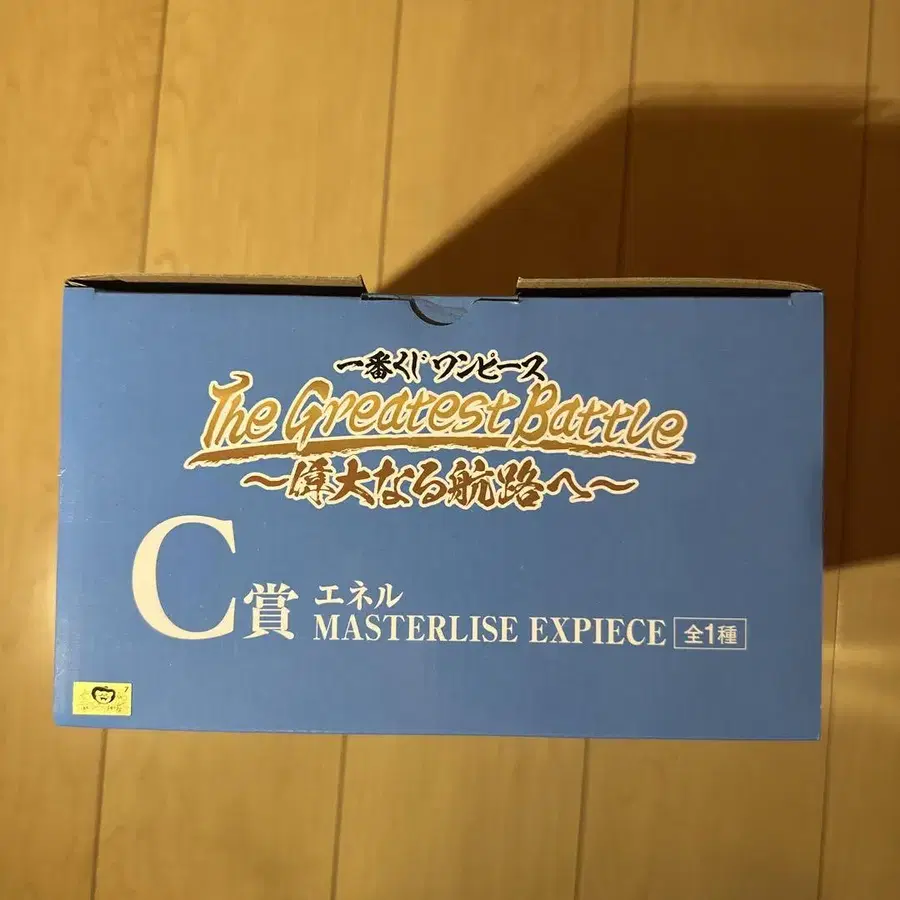 一番くじ ワンピース
The Greatest Battle
～偉大なる航路へ～
C賞 エネル
MASTERLISE EXPIECE 全1種